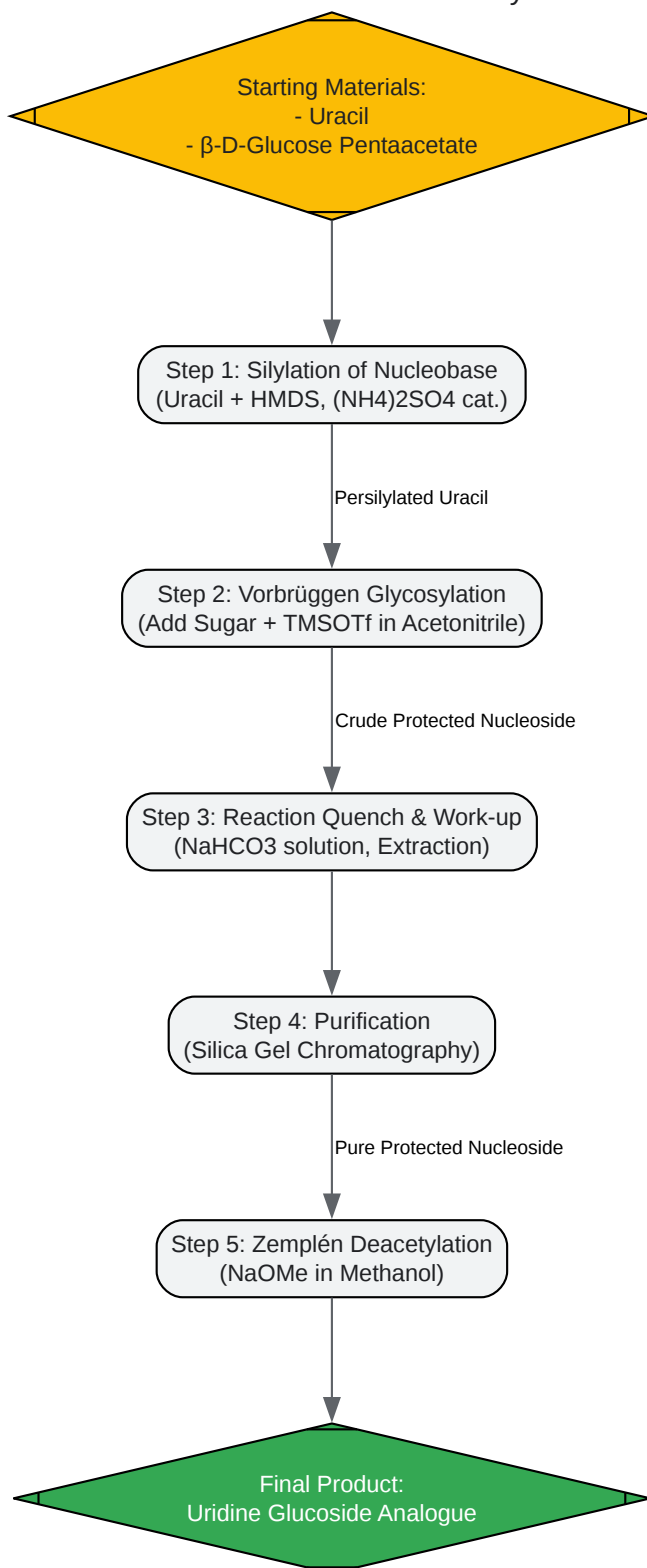 Starting Materials:
- Uracil
- β-D-Glucose Pentaacetate
Step 1: Silylation of Nucleobase
(Uracil + HMDS, (NH4)2SO4 cat.)
Persilylated Uracil
Step 2: Vorbrüggen Glycosylation
(Add Sugar + TMSOTf in Acetonitrile)
Crude Protected Nucleoside
Step 3: Reaction Quench & Work-up
(NaHCO3 solution, Extraction)
Step 4: Purification
(Silica Gel Chromatography)
Pure Protected Nucleoside
Step 5: Zemplén Deacetylation
(NaOMe in Methanol)
Final Product:
Uridine Glucoside Analogue